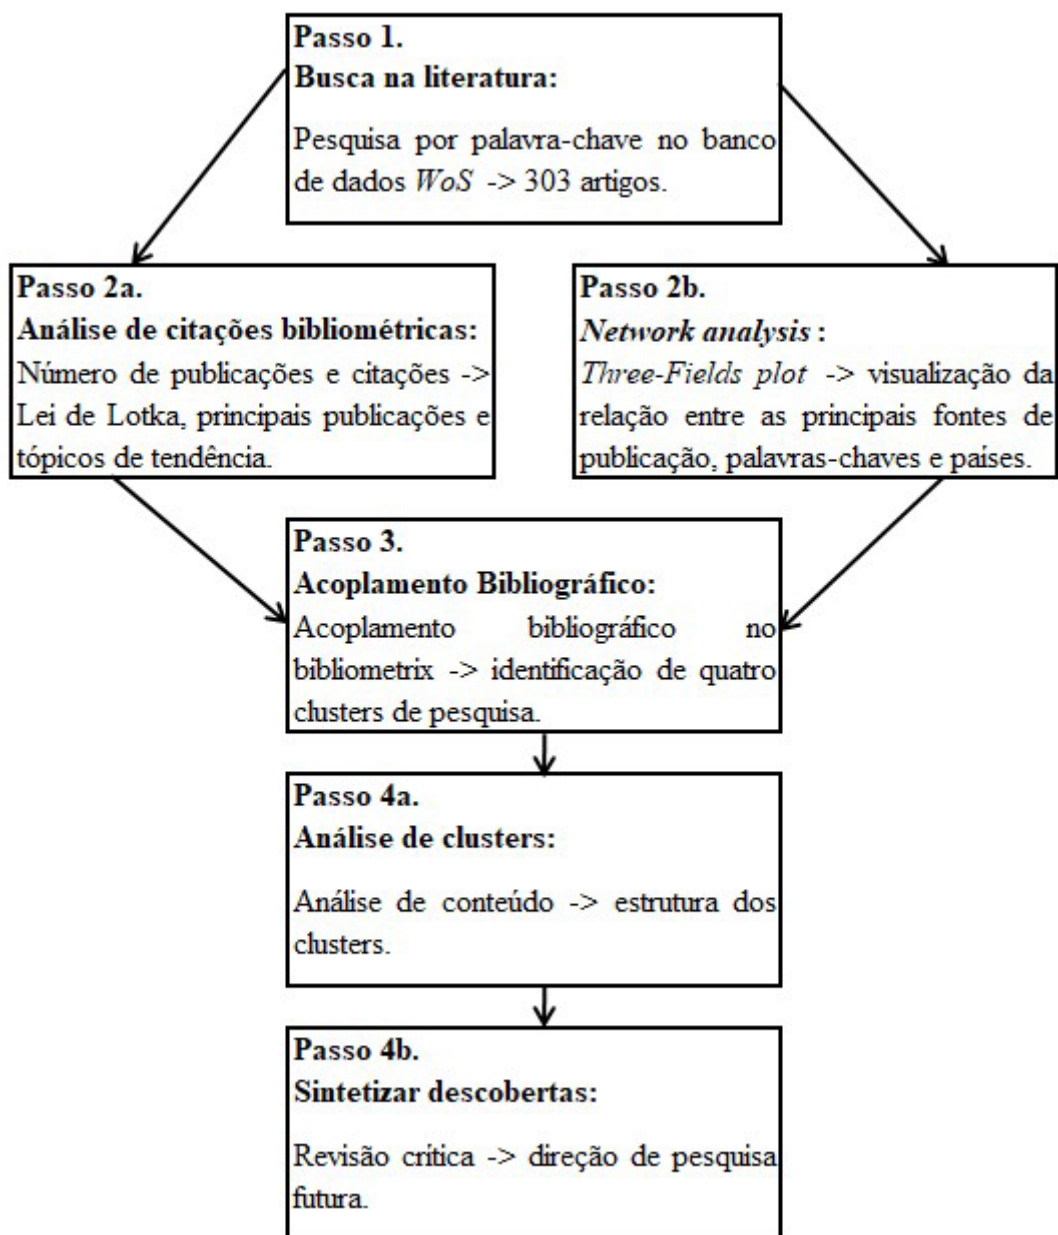 Passo 1.
Busca na literatura:
Pesquisa por palavra-chave no banco
de dados WoS -> 303 artigos.
Passo 2a.
Análise de citações bibliométricas:
Número de publicações e citações ->
Lei de Lotka, principais publicações e
tópicos de tendência.
Passo 2b.
Network analysis :
Three-Fields plot -> visualização da
relação entre as principais fontes de
publicação, palavras-chaves e países.
Passo 3.
Acoplamento Bibliográfico:
Acoplamento bibliográfico no
bibliometrix -> identificação de quatro
clusters de pesquisa.
Passo 4a.
Análise de clusters:
Análise de conteúdo -> estrutura dos
clusters.
Passo 4b.
Sintetizar descobertas:
Revisão crítica -> direção de pesquisa
futura.